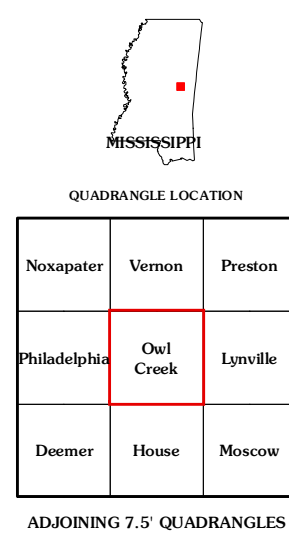 MISSISSIPPI
QUADRANGLE LOCATION
Noxapater Vernon Preston
Philadelphia Owl Creek Lynville
Deemer House Moscow
ADJOINING 7.5' QUADRANGLES